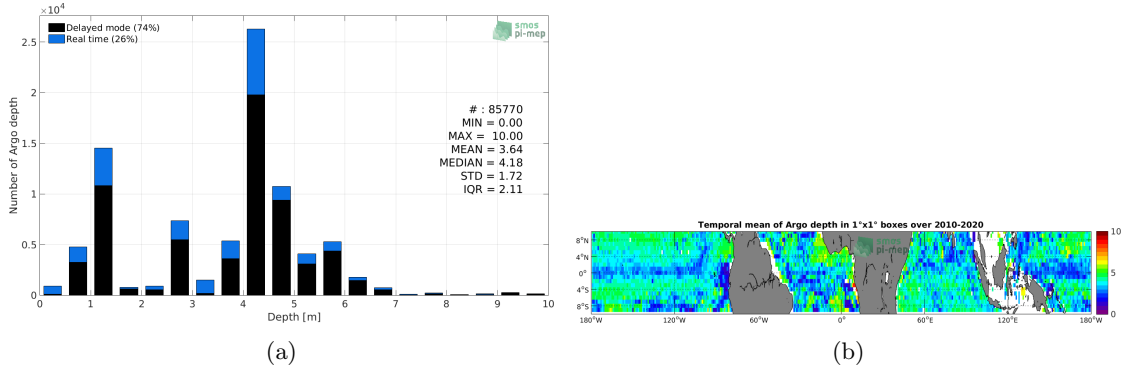 ×10⁴
Delayed mode (74%)
Real time (26%)
smos
pi-mep
2.5
2
1.5
1
0.5
0
Number of Argo depth
# : 85770
MIN = 0.00
MAX = 10.00
MEAN = 3.64
MEDIAN = 4.18
STD = 1.72
IQR = 2.11
0 1 2 3 4 5 6 7 8 9 10
Depth [m]
(a)
Temporal mean of Argo depth in 1°x1° boxes over 2010-2020
8°N
4°N
0°
4°S
8°S
smos
pi-mep
180°W 120°W 60°W 0° 60°E 120°E 180°W
10
5
0
(b)